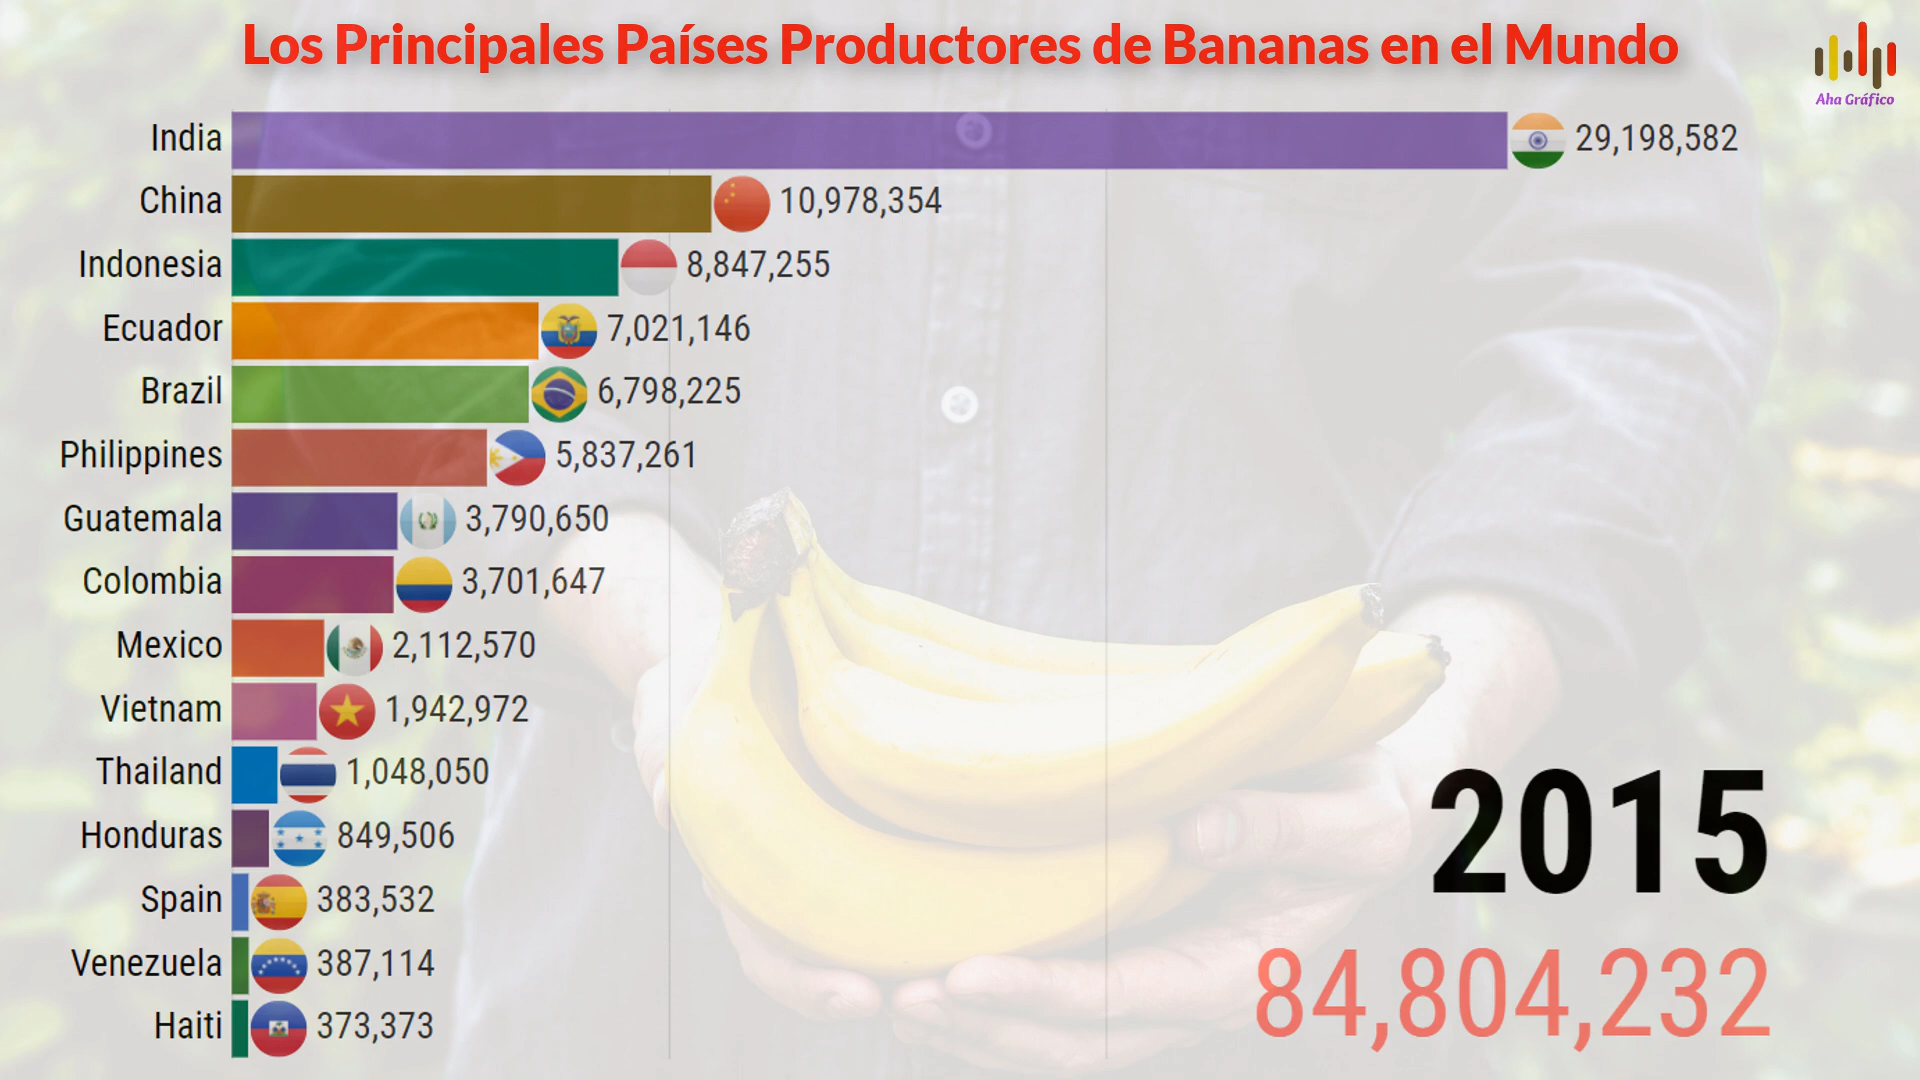 Los Principales Países Productores de Bananas en el Mundo
Aha Gráfico
India 29,198,582
China 10,978,354
Indonesia 8,847,255
Ecuador 7,021,146
Brazil 6,798,225
Philippines 5,837,261
Guatemala 3,790,650
Colombia 3,701,647
Mexico 2,112,570
Vietnam 1,942,972
Thailand 1,048,050
Honduras 849,506
Spain 383,532
Venezuela 387,114
Haiti 373,373
2015
84,804,232